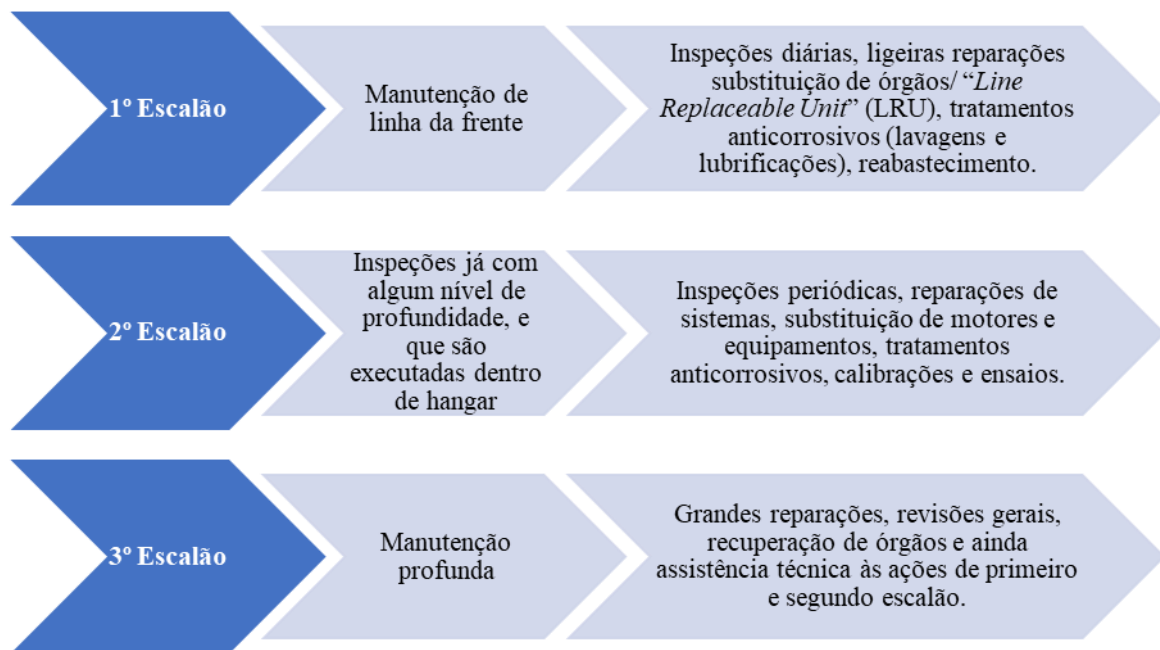 1º Escalão
Manutenção de
linha da frente
Inspeções diárias, ligeiras reparações
substituição de órgãos/ “Line
Replaceable Unit” (LRU), tratamentos
anticorrosivos (lavagens e
lubrificações), reabastecimento.
2º Escalão
Inspeções já com
algum nível de
profundidade, e
que são
executadas dentro
de hangar
Inspeções periódicas, reparações de
sistemas, substituição de motores e
equipamentos, tratamentos
anticorrosivos, calibrações e ensaios.
3º Escalão
Manutenção
profunda
Grandes reparações, revisões gerais,
recuperação de órgãos e ainda
assistência técnica às ações de primeiro
e segundo escalão.